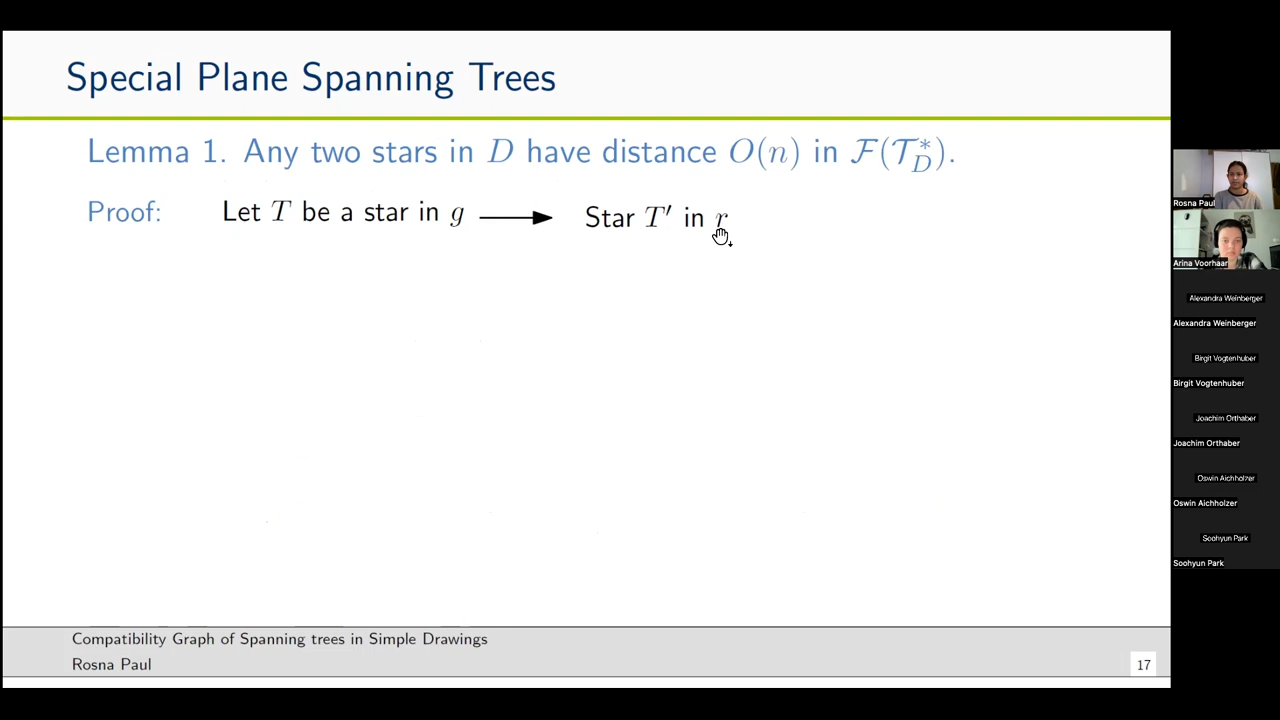 Special Plane Spanning Trees
Lemma 1. Any two stars in D have distance O(n) in F(T*_D).
Proof: Let T be a star in g ⟶ Star T′ in r
Compatibility Graph of Spanning trees in Simple Drawings
Rosna Paul
17
Rosna Paul
Arina Voorhaar
Alexandra Weinberger
Alexandra Weinberger
Birgit Vogtenhuber
Birgit Vogtenhuber
Joachim Orthaber
Joachim Orthaber
Oswin Aichholzer
Oswin Aichholzer
Soohyun Park
Soohyun Park